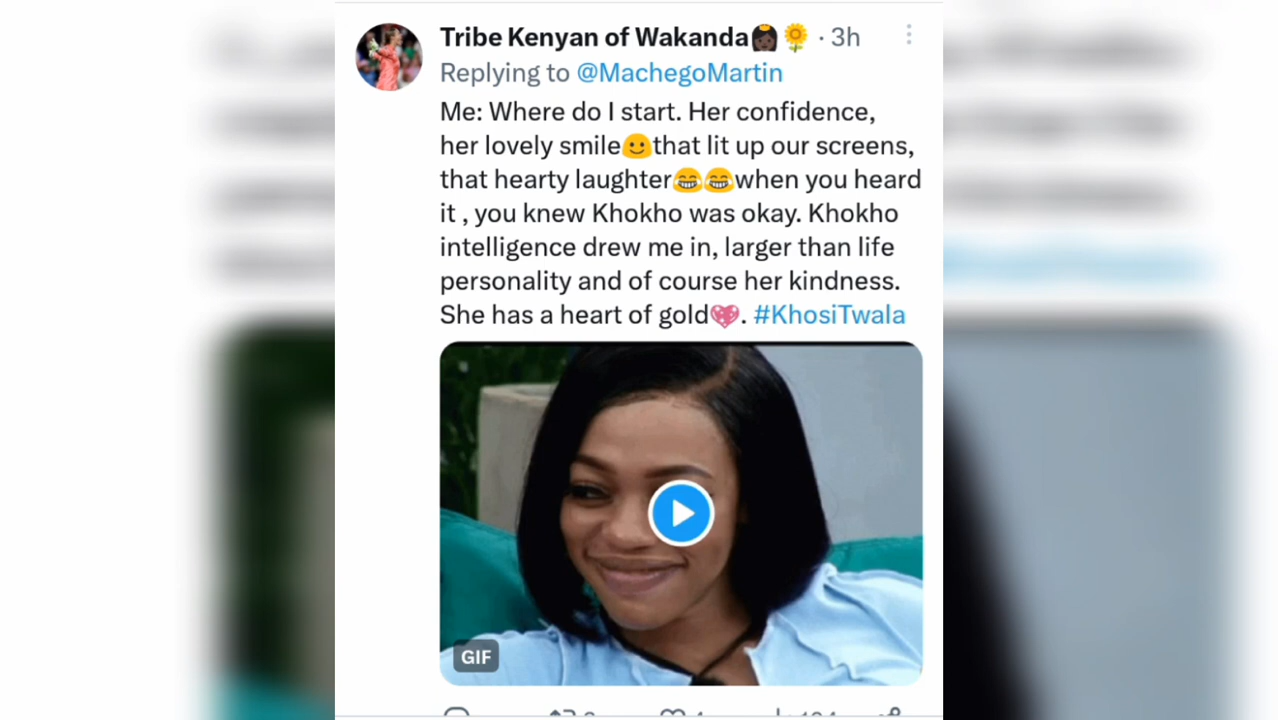 Tribe Kenyan of Wakanda👸🏿🌻 · 3h
Replying to @MachegoMartin
Me: Where do I start. Her confidence,
her lovely smile🙂that lit up our screens,
that hearty laughter😂😂when you heard
it , you knew Khokho was okay. Khokho
intelligence drew me in, larger than life
personality and of course her kindness.
She has a heart of gold💖. #KhosiTwala
GIF